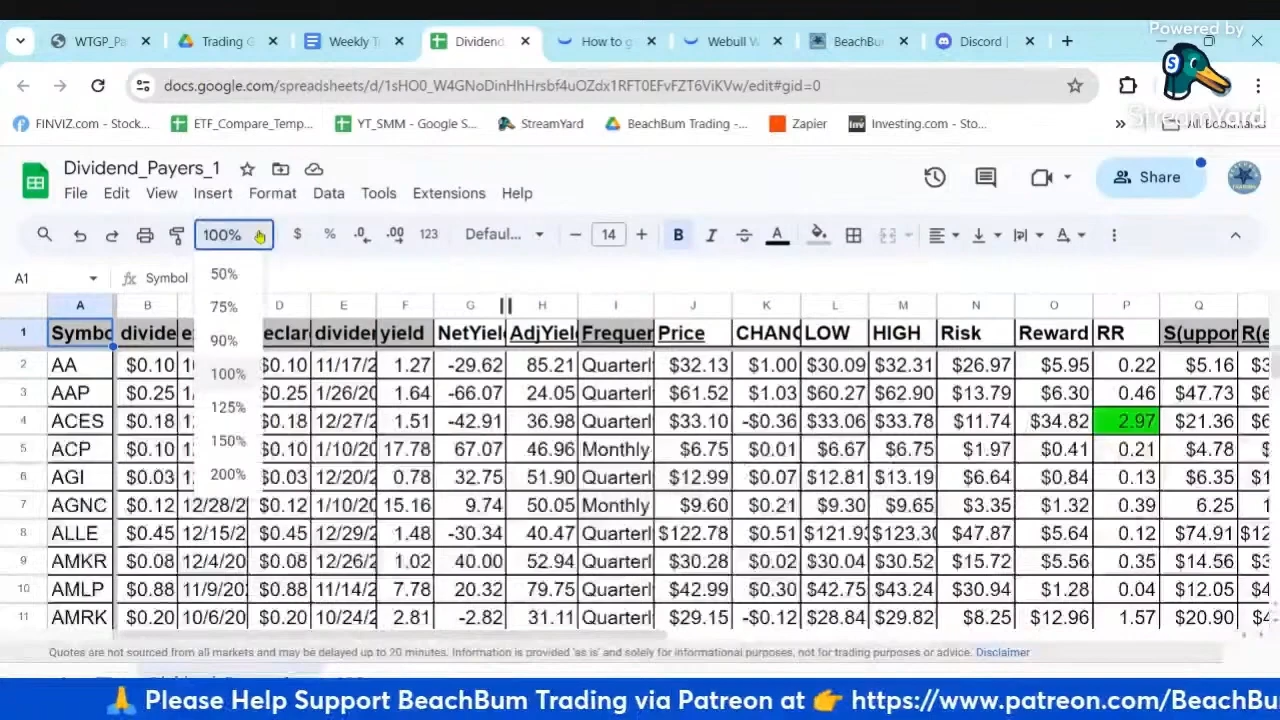 Powered by
StreamYard
WTGP_Pa
Trading G
Weekly T
Dividend
How to g
Webull W
BeachBu
Discord |
docs.google.com/spreadsheets/d/1sHO0_W4GNoDinHhHrsbf4uOZdx1RFT0EFvFZT6ViKVw/edit#gid=0
FINVIZ.com - Stock...
ETF_Compare_Temp...
YT_SMM - Google S...
StreamYard
BeachBum Trading -...
Zapier
Investing.com - Sto...
»
All Bookmarks
Dividend_Payers_1
File Edit View Insert Format Data Tools Extensions Help
Share
100% $ % .0 .00 123 Defaul... − 14 + B I A
A1 fx Symbol
50%
75%
90%
100%
125%
150%
200%
A B D E F G H I J K L M N O P Q
1 Symbo divide e eclar divider yield NetYiel AdjYiel Frequer Price CHANG LOW HIGH Risk Reward RR S(uppor R(e
2 AA $0.10 10 $0.10 11/17/2 1.27 -29.62 85.21 Quarterl $32.13 $1.00 $30.09 $32.31 $26.97 $5.95 0.22 $5.16 $3
3 AAP $0.25 1/ $0.25 1/26/20 1.64 -66.07 24.05 Quarterl $61.52 $1.03 $60.27 $62.90 $13.79 $6.30 0.46 $47.73 $6
4 ACES $0.18 12 $0.18 12/27/2 1.51 -42.91 36.98 Quarterl $33.10 -$0.36 $33.06 $33.78 $11.74 $34.82 2.97 $21.36 $6
5 ACP $0.10 12 $0.10 1/10/20 17.78 67.07 46.96 Monthly $6.75 $0.01 $6.67 $6.75 $1.97 $0.41 0.21 $4.78 $
6 AGI $0.03 12 $0.03 12/20/2 0.78 32.75 51.90 Quarterl $12.99 $0.07 $12.81 $13.19 $6.64 $0.84 0.13 $6.35 $1
7 AGNC $0.12 12/28/2 $0.12 1/10/20 15.16 9.74 50.05 Monthly $9.60 $0.21 $9.30 $9.65 $3.35 $1.32 0.39 6.25 1
8 ALLE $0.45 12/15/2 $0.45 12/29/2 1.48 -30.34 40.47 Quarterl $122.78 $0.51 $121.93 $123.30 $47.87 $5.64 0.12 $74.91 $12
9 AMKR $0.08 12/4/20 $0.08 12/26/2 1.02 40.00 52.94 Quarterl $30.28 $0.02 $30.04 $30.52 $15.72 $5.56 0.35 $14.56 $3
10 AMLP $0.88 11/9/20 $0.88 11/14/2 7.78 20.32 79.75 Quarterl $42.99 $0.30 $42.75 $43.24 $30.94 $1.28 0.04 $12.05 $4
11 AMRK $0.20 10/6/20 $0.20 10/24/2 2.81 -2.82 31.11 Quarterl $29.15 -$0.12 $28.84 $29.82 $8.25 $12.96 1.57 $20.90 $4
Quotes are not sourced from all markets and may be delayed up to 20 minutes. Information is provided 'as is' and solely for informational purposes, not for trading purposes or advice. Disclaimer
🙏 Please Help Support BeachBum Trading via Patreon at 👉 https://www.patreon.com/BeachBu